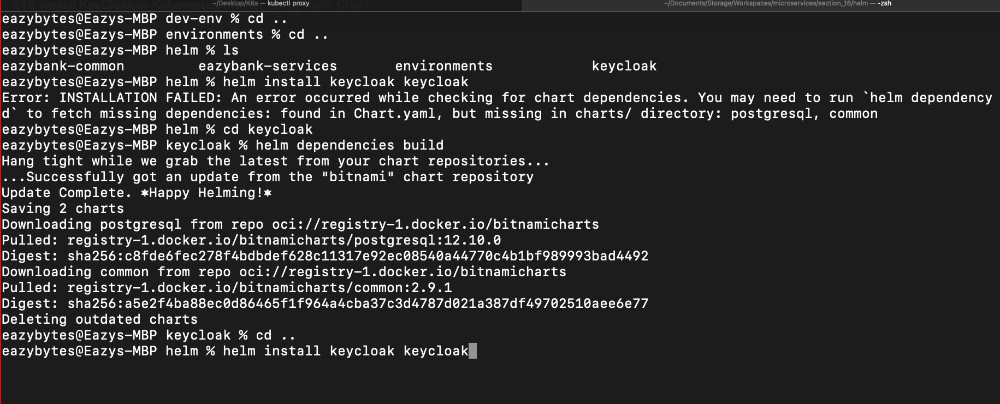 242. Install KeyCloak in Kubernetes Cluster using Helm Chart
~/Desktop/K8s — kubectl proxy
~/Documents/Storage/Workspaces/microservices/section_16/helm — -zsh
eazybytes@Eazys-MBP dev-env % cd ..
eazybytes@Eazys-MBP environments % cd ..
eazybytes@Eazys-MBP helm % ls
eazybank-common eazybank-services environments keycloak
eazybytes@Eazys-MBP helm % helm install keycloak keycloak
Error: INSTALLATION FAILED: An error occurred while checking for chart dependencies. You may need to run `helm dependency
d` to fetch missing dependencies: found in Chart.yaml, but missing in charts/ directory: postgresql, common
eazybytes@Eazys-MBP helm % cd keycloak
eazybytes@Eazys-MBP keycloak % helm dependencies build
Hang tight while we grab the latest from your chart repositories...
...Successfully got an update from the "bitnami" chart repository
Update Complete. ⎈Happy Helming!⎈
Saving 2 charts
Downloading postgresql from repo oci://registry-1.docker.io/bitnamicharts
Pulled: registry-1.docker.io/bitnamicharts/postgresql:12.10.0
Digest: sha256:c8fde6fec278f4bdbdef628c11317e92ec08540a44770c4b1bf989993bad4492
Downloading common from repo oci://registry-1.docker.io/bitnamicharts
Pulled: registry-1.docker.io/bitnamicharts/common:2.9.1
Digest: sha256:a5e2f4ba88ec0d86465f1f964a4cba37c3d4787d021a387df49702510aee6e77
Deleting outdated charts
eazybytes@Eazys-MBP keycloak % cd ..
eazybytes@Eazys-MBP helm % helm install keycloak keycloak